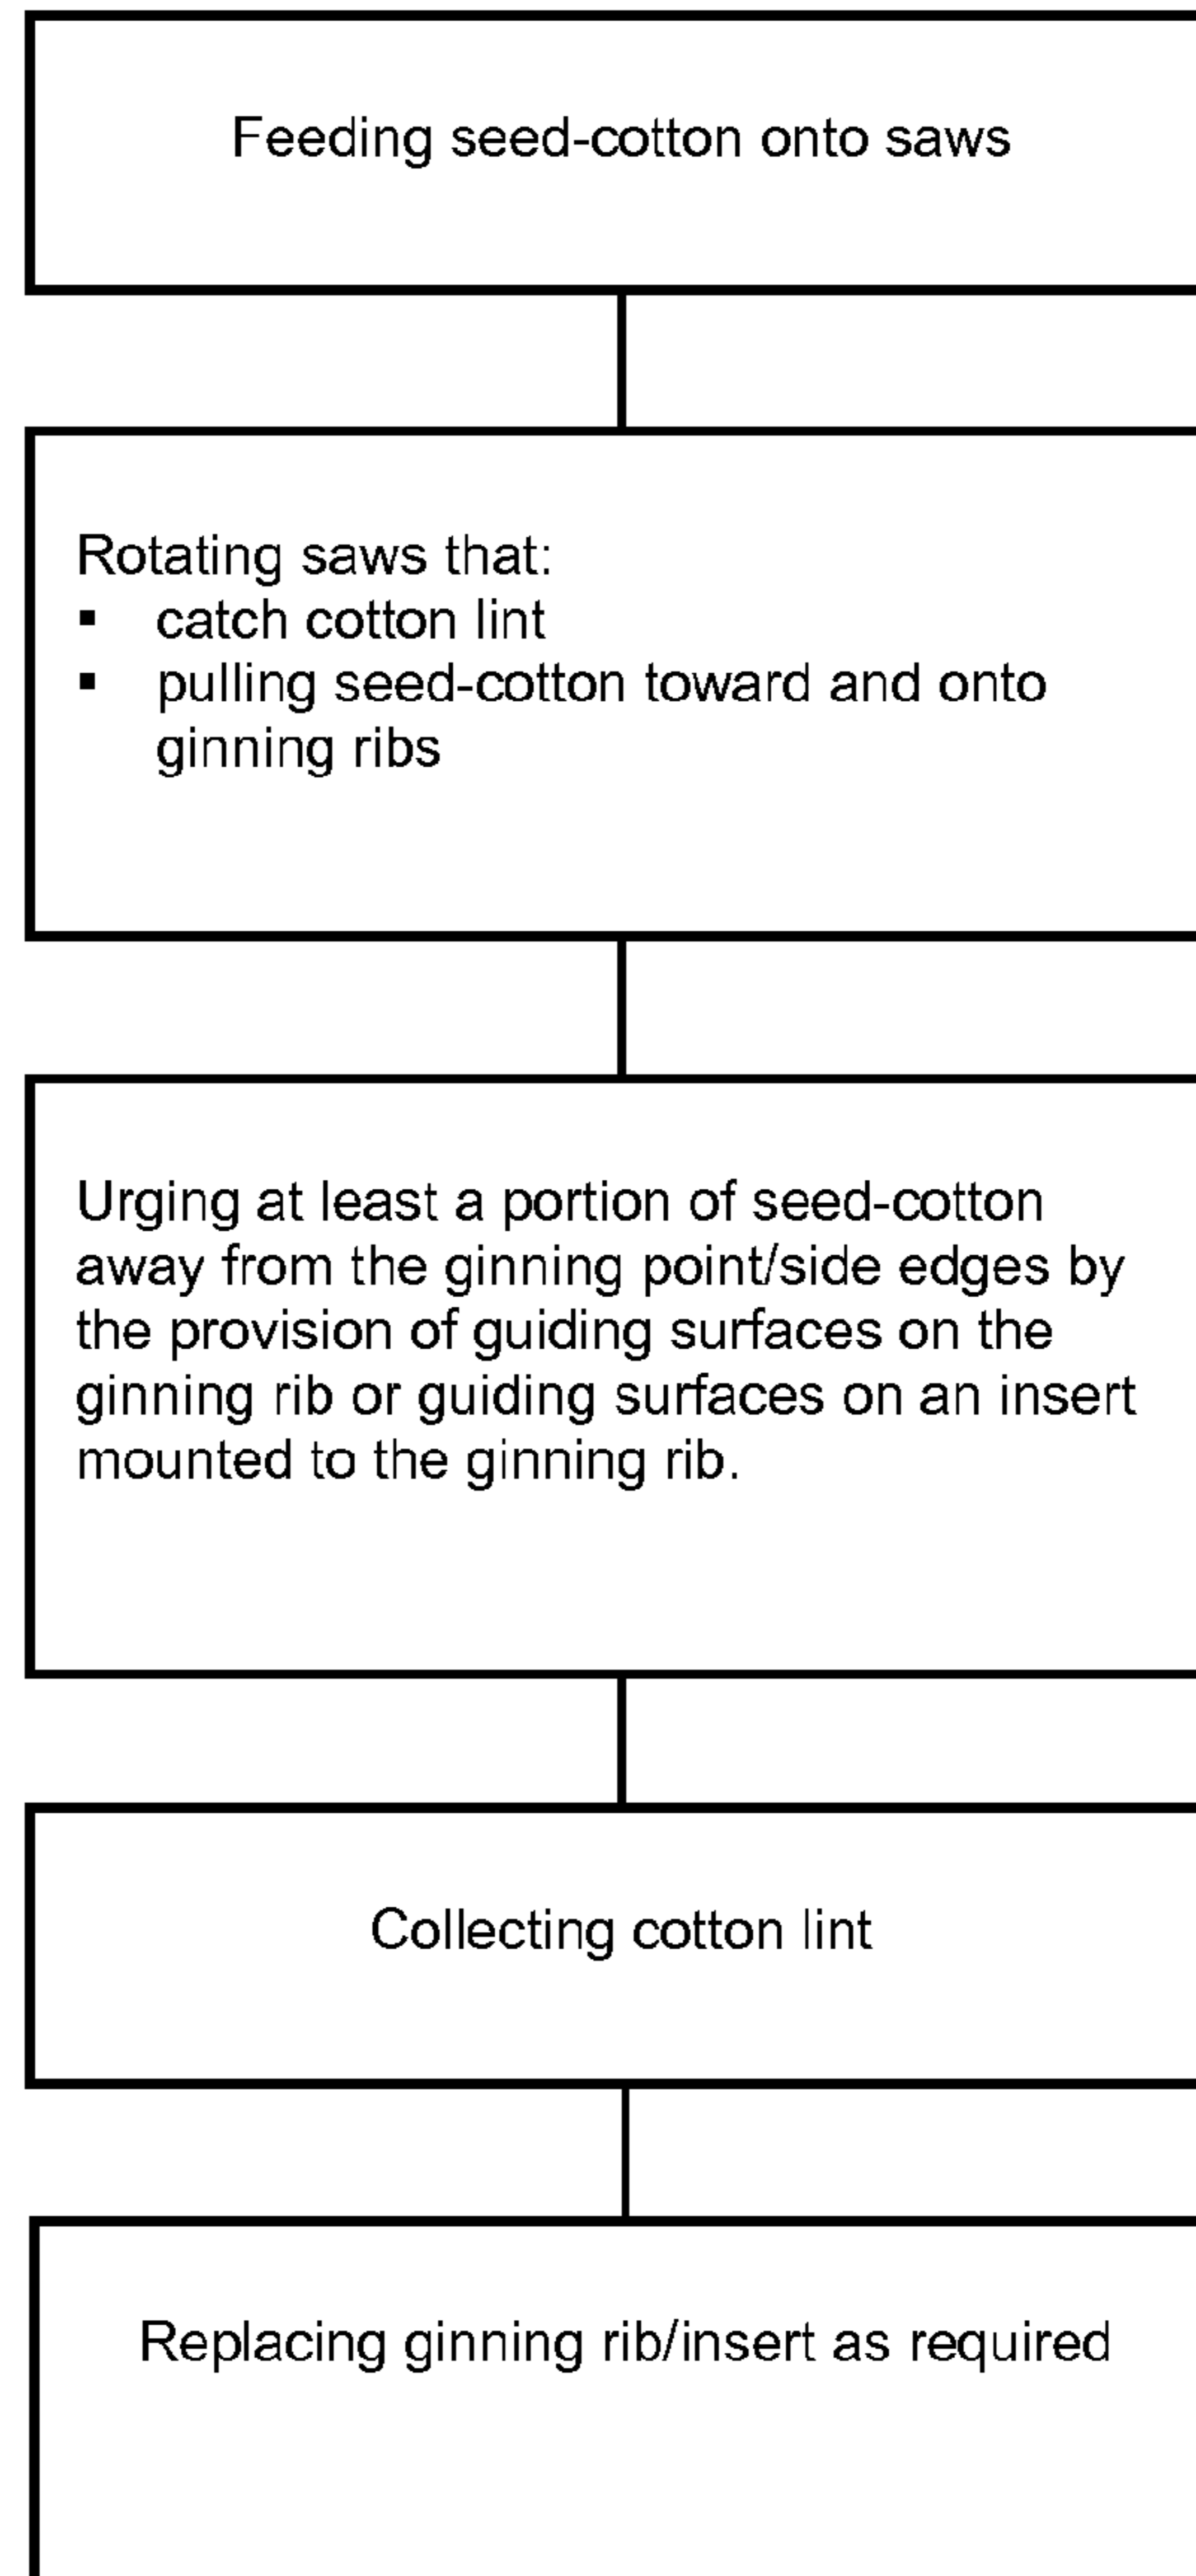 Feeding seed-cotton onto saws
Rotating saws that:
▪ catch cotton lint
▪ pulling seed-cotton toward and onto
ginning ribs
Urging at least a portion of seed-cotton
away from the ginning point/side edges by
the provision of guiding surfaces on the
ginning rib or guiding surfaces on an insert
mounted to the ginning rib.
Collecting cotton lint
Replacing ginning rib/insert as required